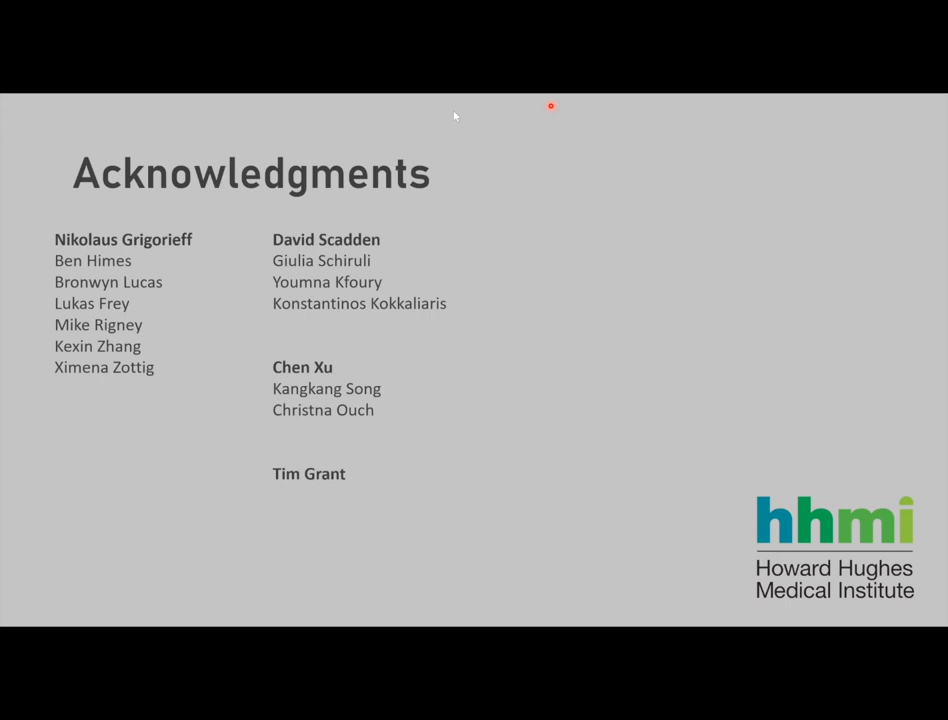 Acknowledgments
Nikolaus Grigorieff
Ben Himes
Bronwyn Lucas
Lukas Frey
Mike Rigney
Kexin Zhang
Ximena Zottig
David Scadden
Giulia Schiruli
Youmna Kfoury
Konstantinos Kokkaliaris
Chen Xu
Kangkang Song
Christna Ouch
Tim Grant
hhmi
Howard Hughes
Medical Institute